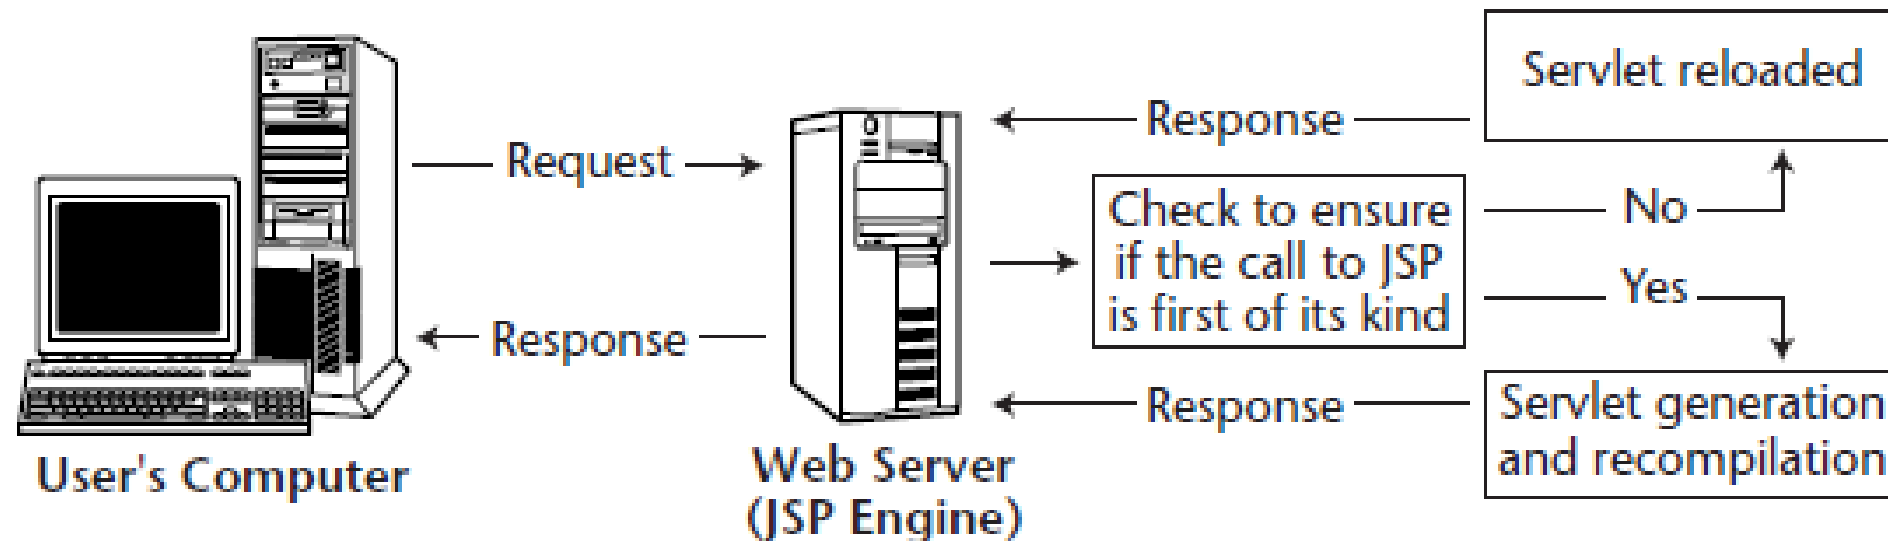 Request
Response
User's Computer
Web Server
(JSP Engine)
Response
Check to ensure
if the call to JSP
is first of its kind
Response
No
Yes
Servlet reloaded
Servlet generation
and recompilation